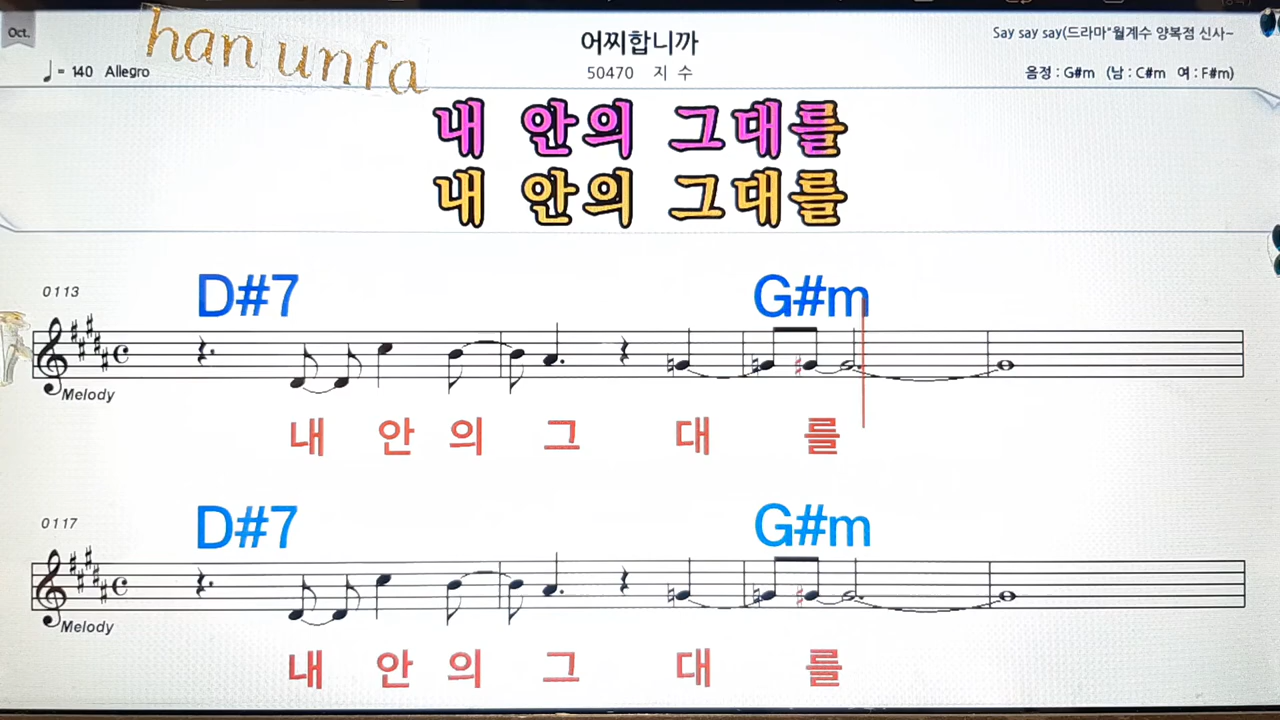 Oct.
han unfa
어찌합니까
Say say say(드라마"월계수 양복점 신사~
♩= 140 Allegro
50470 지 수
음정 : G#m (남 : C#m 여 : F#m)
내 안의 그대를
내 안의 그대를
0113
D#7 G#m
Melody
내 안 의 그 대 를
0117
D#7 G#m
Melody
내 안 의 그 대 를